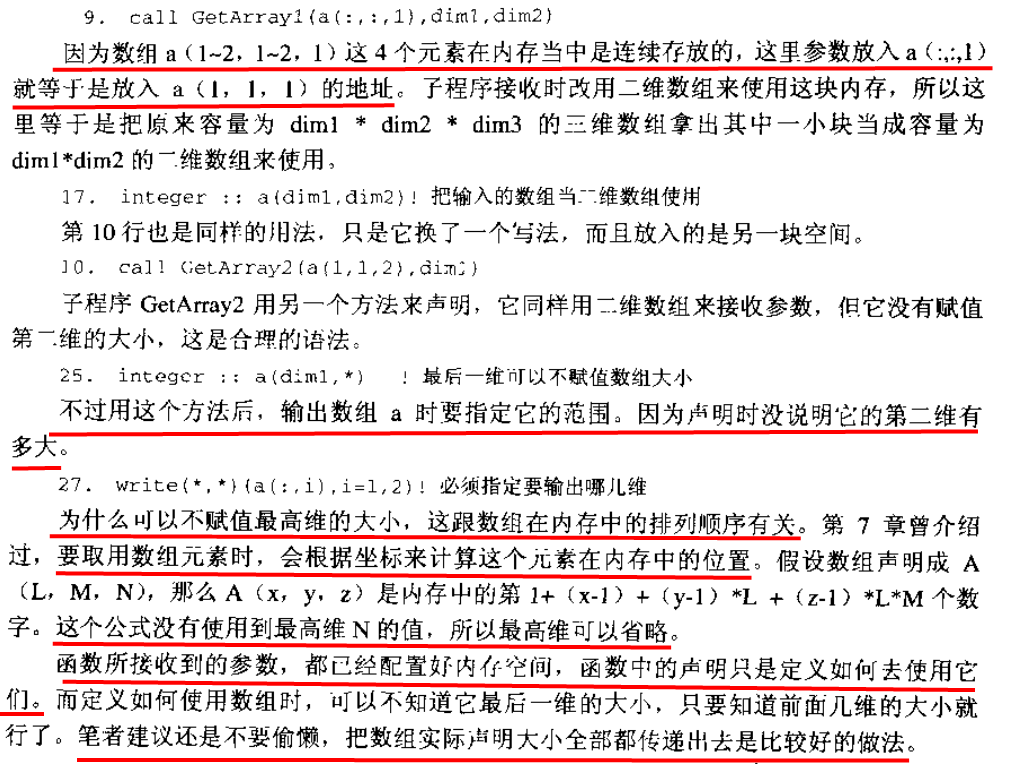 9. call GetArray1(a(:,:,1),dim1,dim2)
因为数组 a（1~2，1~2，1）这 4 个元素在内存当中是连续存放的，这里参数放入 a（:,:,1）
就等于是放入 a（1，1，1）的地址。子程序接收时改用二维数组来使用这块内存，所以这
里等于是把原来容量为 dim1 * dim2 * dim3 的三维数组拿出其中一小块当成容量为
dim1*dim2 的二维数组来使用。
17. integer :: a(dim1,dim2)! 把输入的数组当二维数组使用
第 10 行也是同样的用法，只是它换了一个写法，而且放入的是另一块空间。
10. call GetArray2(a(1,1,2),dim1)
子程序 GetArray2 用另一个方法来声明，它同样用二维数组来接收参数，但它没有赋值
第二维的大小，这是合理的语法。
25. integer :: a(dim1,*) ! 最后一维可以不赋值数组大小
不过用这个方法后，输出数组 a 时要指定它的范围。因为声明时没说明它的第二维有
多大。
27. write(*,*)(a(:,i),i=1,2)! 必须指定要输出哪几维
为什么可以不赋值最高维的大小，这跟数组在内存中的排列顺序有关。第 7 章曾介绍
过，要取用数组元素时，会根据坐标来计算这个元素在内存中的位置。假设数组声明成 A
（L，M，N），那么 A（x，y，z）是内存中的第 1+（x-1）+（y-1）*L +（z-1）*L*M 个数
字。这个公式没有使用到最高维 N 的值，所以最高维可以省略。
函数所接收到的参数，都已经配置好内存空间，函数中的声明只是定义如何去使用它
们。而定义如何使用数组时，可以不知道它最后一维的大小，只要知道前面几维的大小就
行了。笔者建议还是不要偷懒，把数组实际声明大小全部都传递出去是比较好的做法。